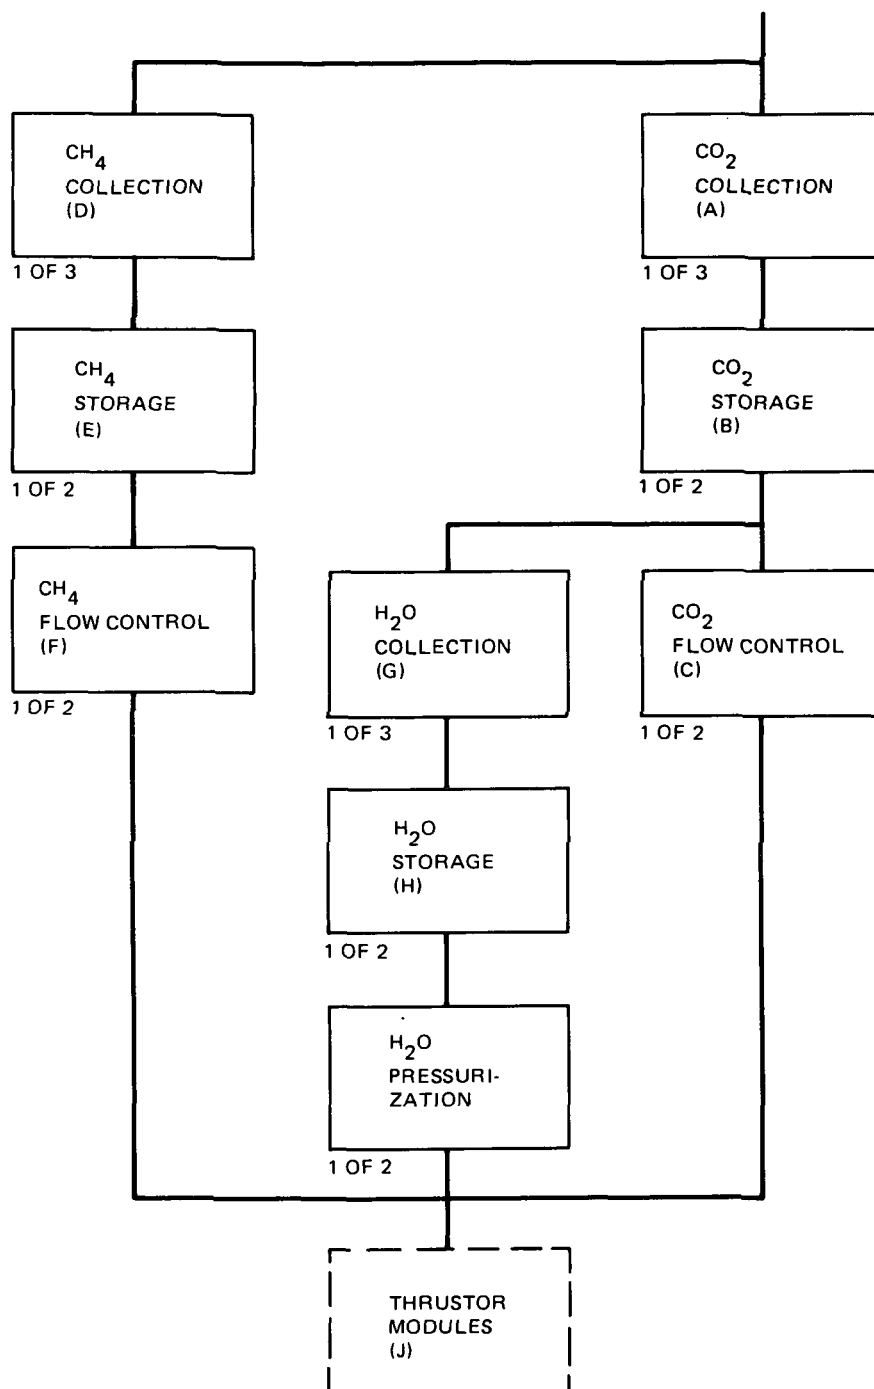 CH4
COLLECTION
(D)
1 OF 3
CO2
COLLECTION
(A)
1 OF 3
CH4
STORAGE
(E)
1 OF 2
CO2
STORAGE
(B)
1 OF 2
CH4
FLOW CONTROL
(F)
1 OF 2
H2O
COLLECTION
(G)
1 OF 3
CO2
FLOW CONTROL
(C)
1 OF 2
H2O
STORAGE
(H)
1 OF 2
H2O
PRESSURI-
ZATION
1 OF 2
THRUSTOR
MODULES
(J)